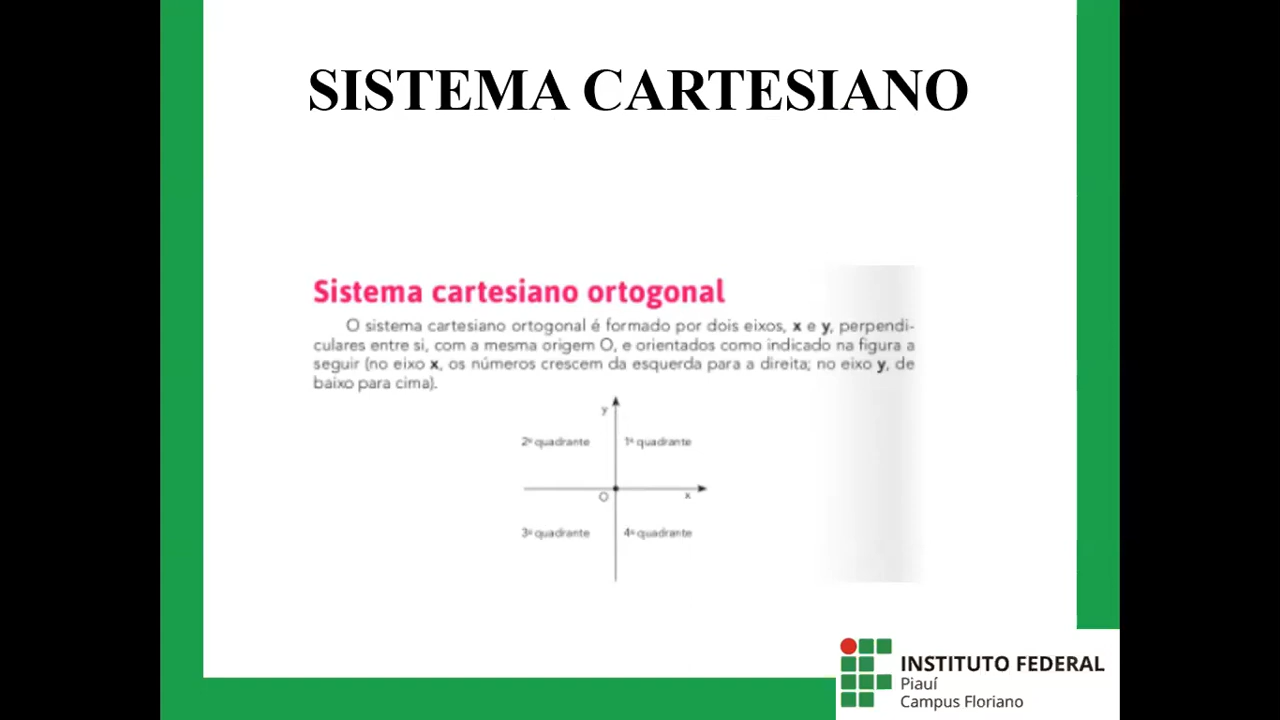 SISTEMA CARTESIANO
Sistema cartesiano ortogonal
O sistema cartesiano ortogonal é formado por dois eixos, x e y, perpendi-
culares entre si, com a mesma origem O, e orientados como indicado na figura a
seguir (no eixo x, os números crescem da esquerda para a direita; no eixo y, de
baixo para cima).
y
2º quadrante 1º quadrante
O x
3º quadrante 4º quadrante
INSTITUTO FEDERAL
Piauí
Campus Floriano